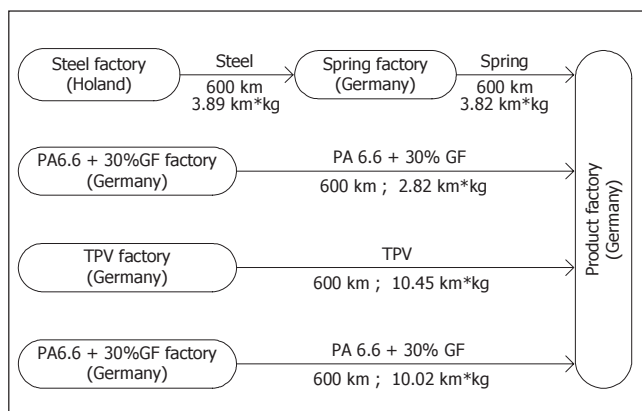 Steel factory
(Holand)
Steel
600 km
3.89 km*kg
Spring factory
(Germany)
Spring
600 km
3.82 km*kg
PA6.6 + 30%GF factory
(Germany)
PA 6.6 + 30% GF
600 km ; 2.82 km*kg
TPV factory
(Germany)
TPV
600 km ; 10.45 km*kg
PA6.6 + 30%GF factory
(Germany)
PA 6.6 + 30% GF
600 km ; 10.02 km*kg
Product factory
(Germany)